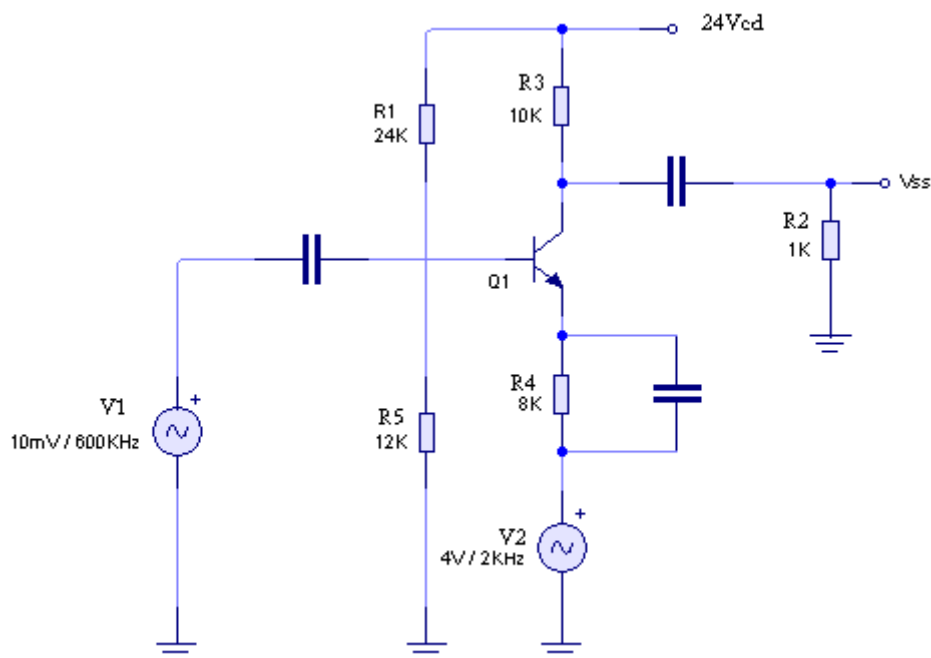 24Vcd
R3
10K
R1
24K
Vss
R2
1K
Q1
R4
8K
V1
10mV / 600KHz
+
R5
12K
V2
4V / 2KHz
+